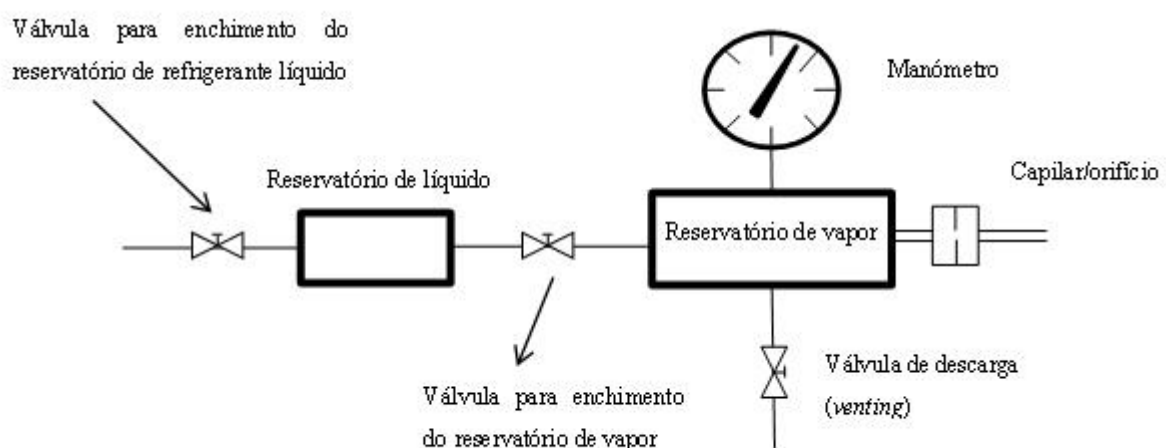 Válvula para enchimento do
reservatório de refrigerante líquido
Manómetro
Reservatório de líquido
Capilar/orifício
Reservatório de vapor
Válvula de descarga
(venting)
Válvula para enchimento
do reservatório de vapor